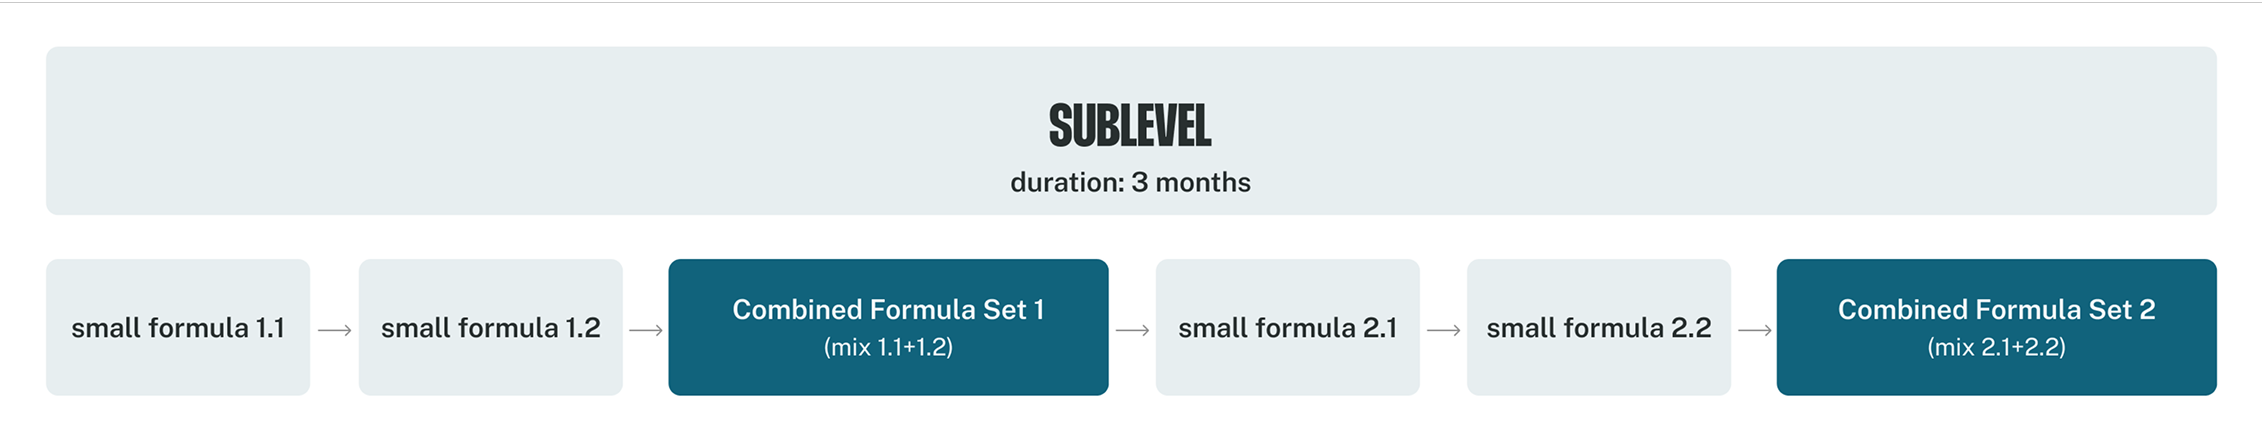 SUBLEVEL
duration: 3 months
small formula 1.1
small formula 1.2
Combined Formula Set 1
(mix 1.1+1.2)
small formula 2.1
small formula 2.2
Combined Formula Set 2
(mix 2.1+2.2)